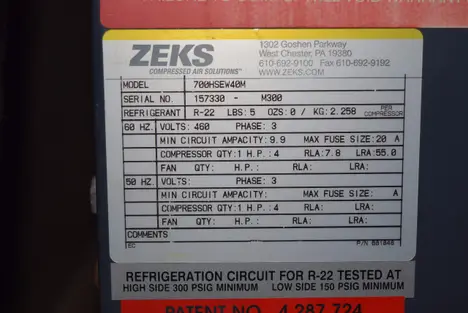 ZEKS
COMPRESSED AIR SOLUTIONS
1302 Goshen Parkway
West Chester, PA 19380
610-692-9100 Fax 610-692-9192
WWW.ZEKS.COM
MODEL 700HSEW40M
SERIAL NO. 157330 - M300
REFRIGERANT R-22 LBS: 5 OZS: 0 / KG: 2.258 PER COMPRESSOR
60 HZ. VOLTS: 460 PHASE: 3
MIN CIRCUIT AMPACITY: 9.9 MAX FUSE SIZE: 20 A
COMPRESSOR QTY: 1 H.P.: 4 RLA: 7.8 LRA: 55.0
FAN QTY: H.P.: RLA: LRA:
50 HZ. VOLTS: PHASE: 3
MIN CIRCUIT AMPACITY: MAX FUSE SIZE: A
COMPRESSOR QTY: 1 H.P.: 4 RLA: LRA:
FAN QTY: H.P.: RLA: LRA:
COMMENTS
EC P/N 681848
REFRIGERATION CIRCUIT FOR R-22 TESTED AT
HIGH SIDE 300 PSIG MINIMUM LOW SIDE 150 PSIG MINIMUM
PATENT NO. 4,287,724